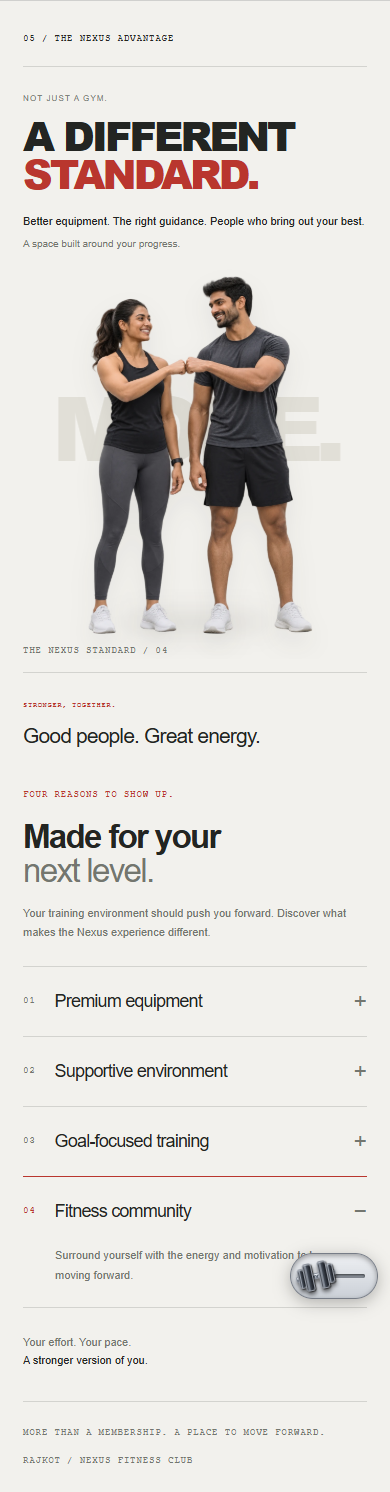 05 / THE NEXUS ADVANTAGE
NOT JUST A GYM.
A DIFFERENT
STANDARD.
Better equipment. The right guidance. People who bring out your best.
A space built around your progress.
THE NEXUS STANDARD / 04
STRONGER, TOGETHER.
Good people. Great energy.
FOUR REASONS TO SHOW UP.
Made for your
next level.
Your training environment should push you forward. Discover what
makes the Nexus experience different.
01 Premium equipment +
02 Supportive environment +
03 Goal-focused training +
04 Fitness community −
Surround yourself with the energy and motivation
moving forward.
Your effort. Your pace.
A stronger version of you.
MORE THAN A MEMBERSHIP. A PLACE TO MOVE FORWARD.
RAJKOT / NEXUS FITNESS CLUB